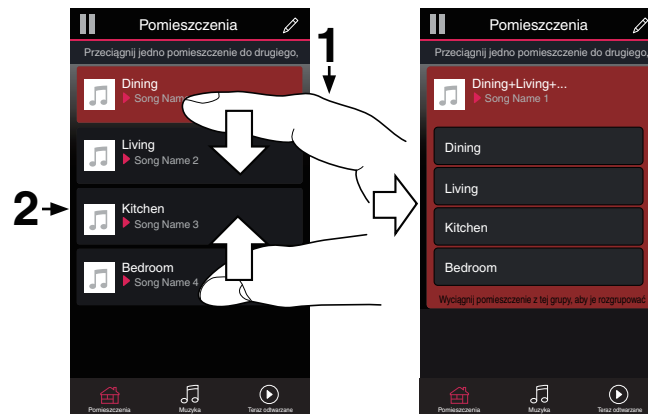 Pomieszczenia
Przeciągnij jedno pomieszczenie do drugiego,
1
Dining
Song Nam
Living
Song Name 2
2
Kitchen
Song Name 3
Bedroom
Song Name 4
Pomieszczenia Muzyka Teraz odtwarzane
Pomieszczenia
Przeciągnij jedno pomieszczenie do drugiego,
Dining+Living+...
Song Name 1
Dining
Living
Kitchen
Bedroom
Wyciągnij pomieszczenie z tej grupy, aby je rozgrupować
Pomieszczenia Muzyka Teraz odtwarzane